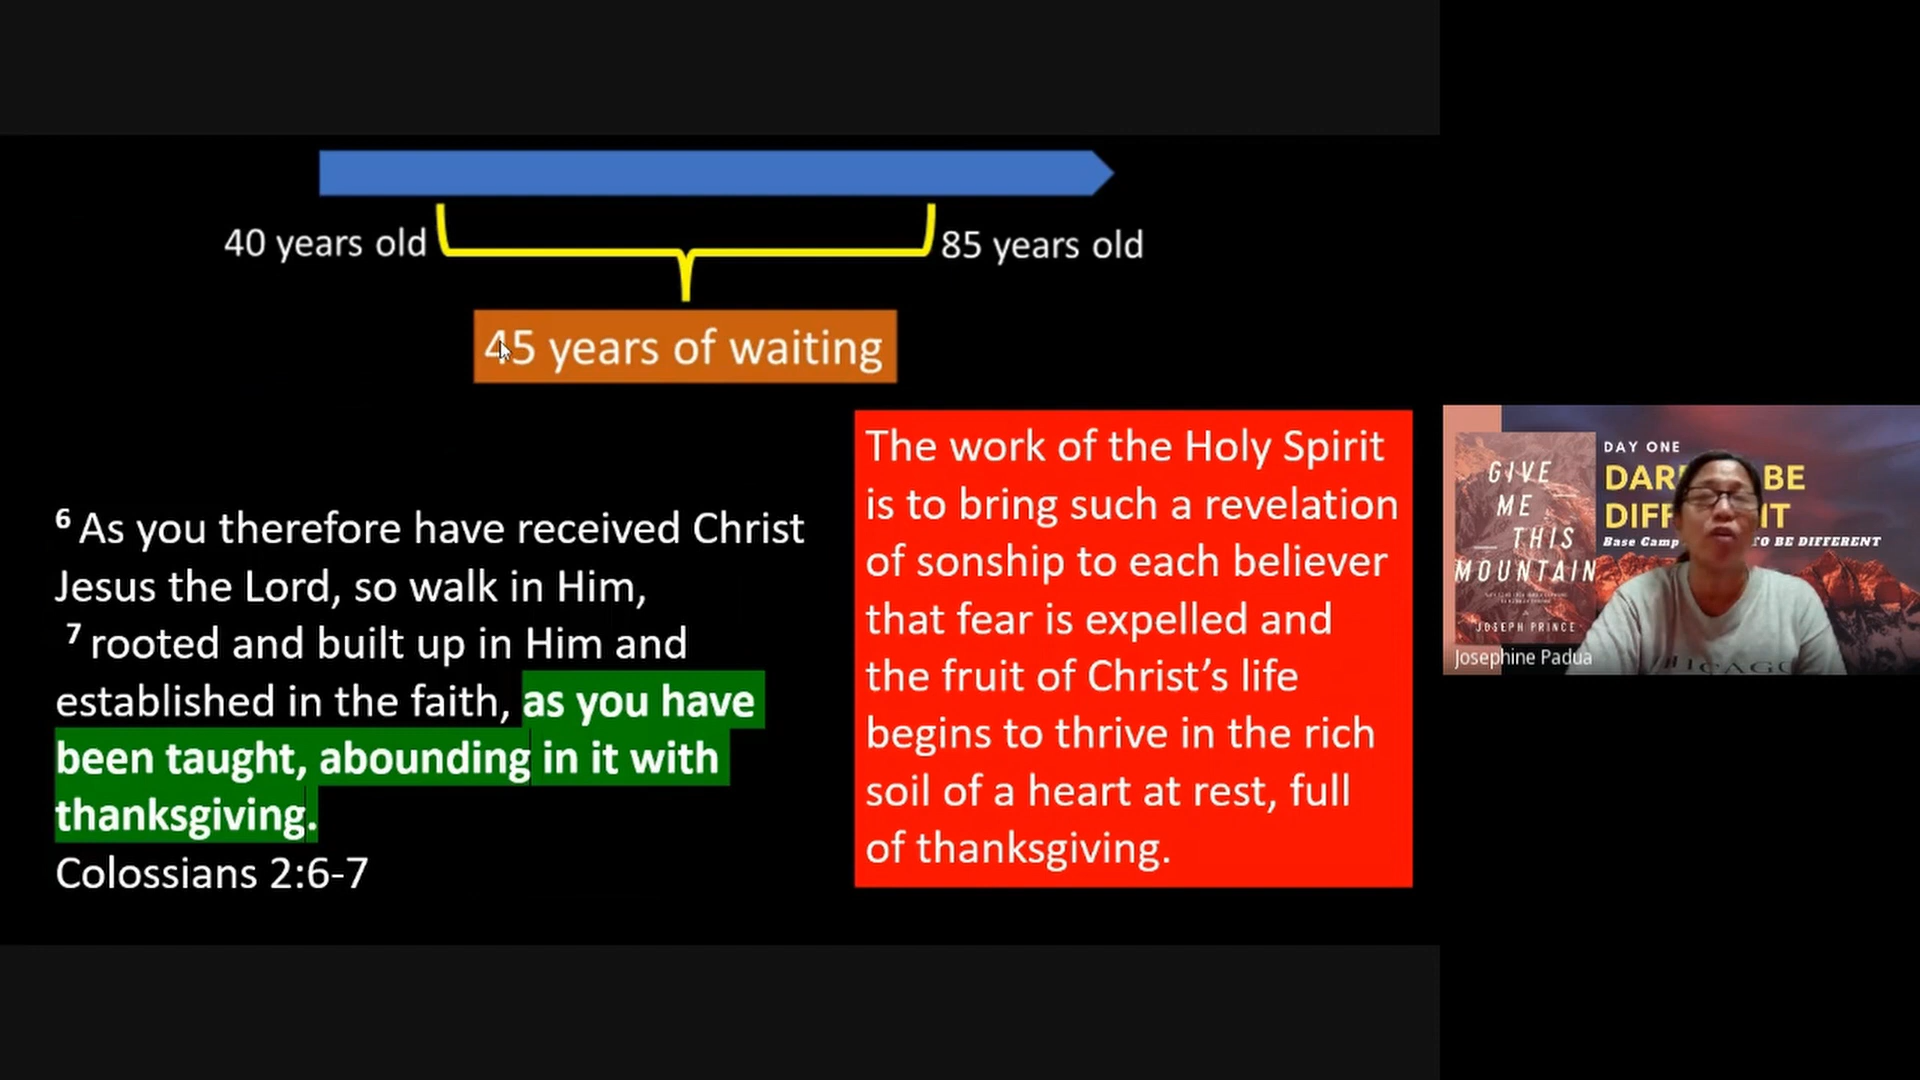 40 years old
85 years old
45 years of waiting
⁶ As you therefore have received Christ
Jesus the Lord, so walk in Him,
⁷ rooted and built up in Him and
established in the faith, as you have
been taught, abounding in it with
thanksgiving.
Colossians 2:6-7
The work of the Holy Spirit
is to bring such a revelation
of sonship to each believer
that fear is expelled and
the fruit of Christ’s life
begins to thrive in the rich
soil of a heart at rest, full
of thanksgiving.
GIVE
ME
THIS
MOUNTAIN
JOSEPH PRINCE
DAY ONE
BE
Base Camp TO BE DIFFERENT
Josephine Padua